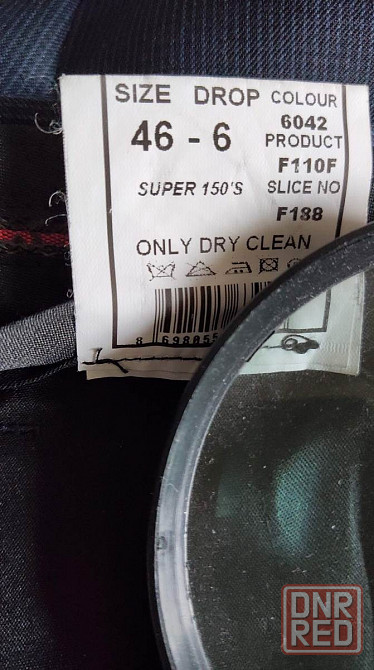 SIZE DROP COLOUR
46 - 6 6042
PRODUCT
F110F
SUPER 150'S SLICE NO
F188
ONLY DRY CLEAN
DNR
RED